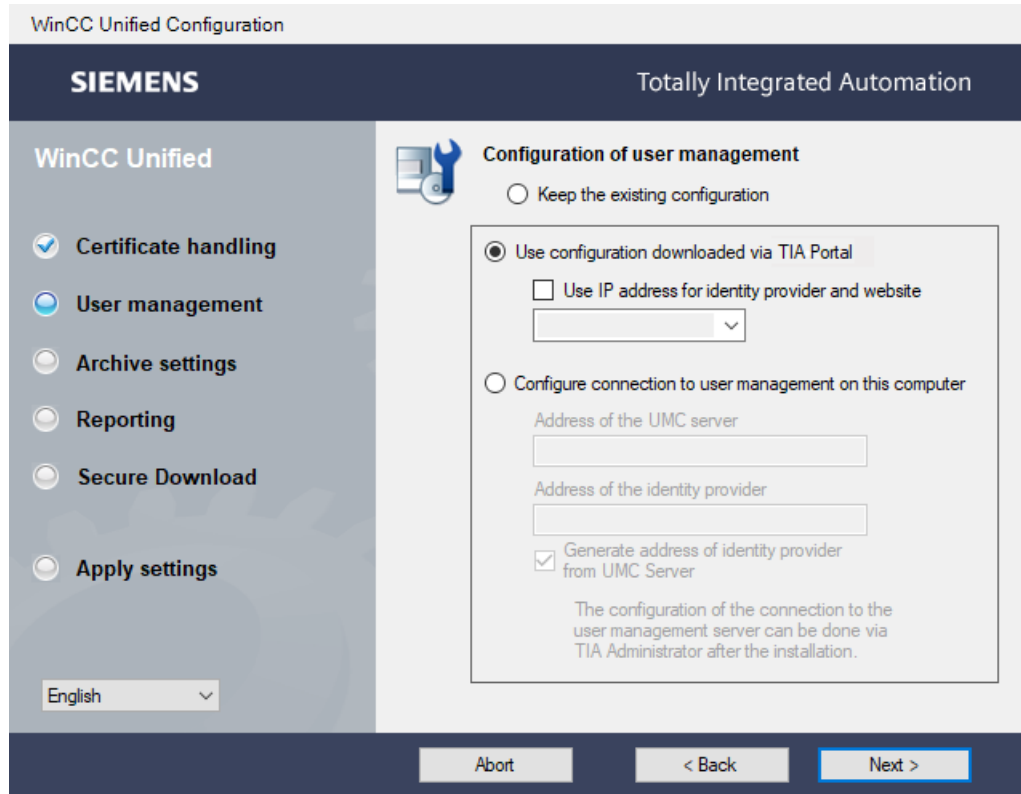 WinCC Unified Configuration
SIEMENS
Totally Integrated Automation
WinCC Unified
Certificate handling
User management
Archive settings
Reporting
Secure Download
Apply settings
English
Configuration of user management
Keep the existing configuration
Use configuration downloaded via TIA Portal
Use IP address for identity provider and website
Configure connection to user management on this computer
Address of the UMC server
Address of the identity provider
Generate address of identity provider
from UMC Server
The configuration of the connection to the
user management server can be done via
TIA Administrator after the installation.
Abort
< Back
Next >